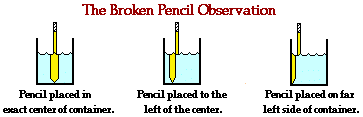 The Broken Pencil Observation
Pencil placed in
exact center of container.
Pencil placed to the
left of the center.
Pencil placed on far
left side of container.